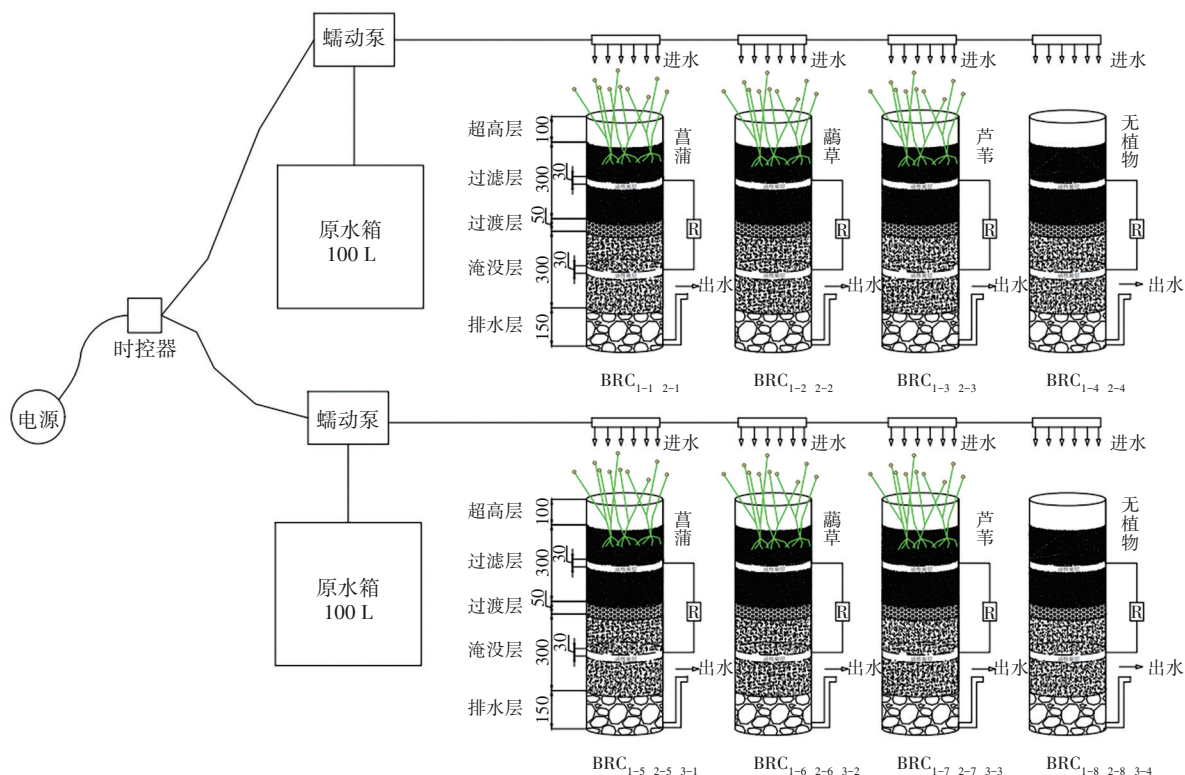 蠕动泵
原水箱
100 L
时控器
电源
进水 进水 进水
超高层 100 菖蒲 藨草 芦苇 无植物
过滤层 300 30
过渡层 50 R R R R
淹没层 300 30
出水 出水 出水 出水
排水层 150
BRC1-1 2-1 BRC1-2 2-2 BRC1-3 2-3 BRC1-4 2-4
蠕动泵
原水箱
100 L
进水 进水 进水
超高层 100 菖蒲 藨草 芦苇 无植物
过滤层 300 30
过渡层 50 R R R R
淹没层 300 30
出水 出水 出水 出水
排水层 150
BRC1-5 2-5 3-1 BRC1-6 2-6 3-2 BRC1-7 2-7 3-3 BRC1-8 2-8 3-4